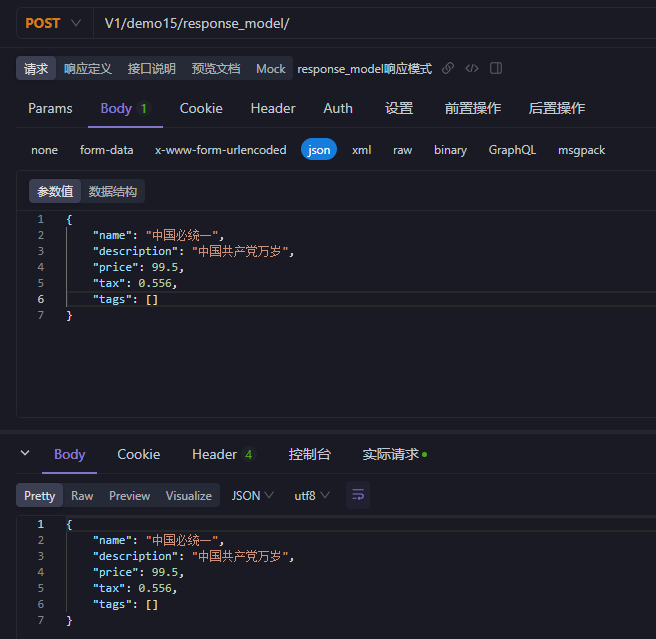 POST V1/demo15/response_model/
请求 响应定义 接口说明 预览文档 Mock response_model响应模式
Params Body 1 Cookie Header Auth 设置 前置操作 后置操作
none form-data x-www-form-urlencoded json xml raw binary GraphQL msgpack
参数值 数据结构
1 {
2 "name": "中国必统一",
3 "description": "中国共产党万岁",
4 "price": 99.5,
5 "tax": 0.556,
6 "tags": []
7 }
Body Cookie Header 4 控制台 实际请求
Pretty Raw Preview Visualize JSON utf8
1 {
2 "name": "中国必统一",
3 "description": "中国共产党万岁",
4 "price": 99.5,
5 "tax": 0.556,
6 "tags": []
7 }